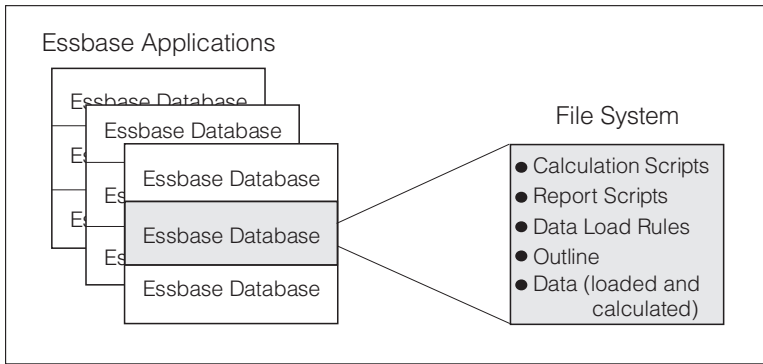 Essbase Applications
Essbase Database
Essbase Database
Essbase Database
Essbase Database
Essbase Database
File System
● Calculation Scripts
● Report Scripts
● Data Load Rules
● Outline
● Data (loaded and
calculated)